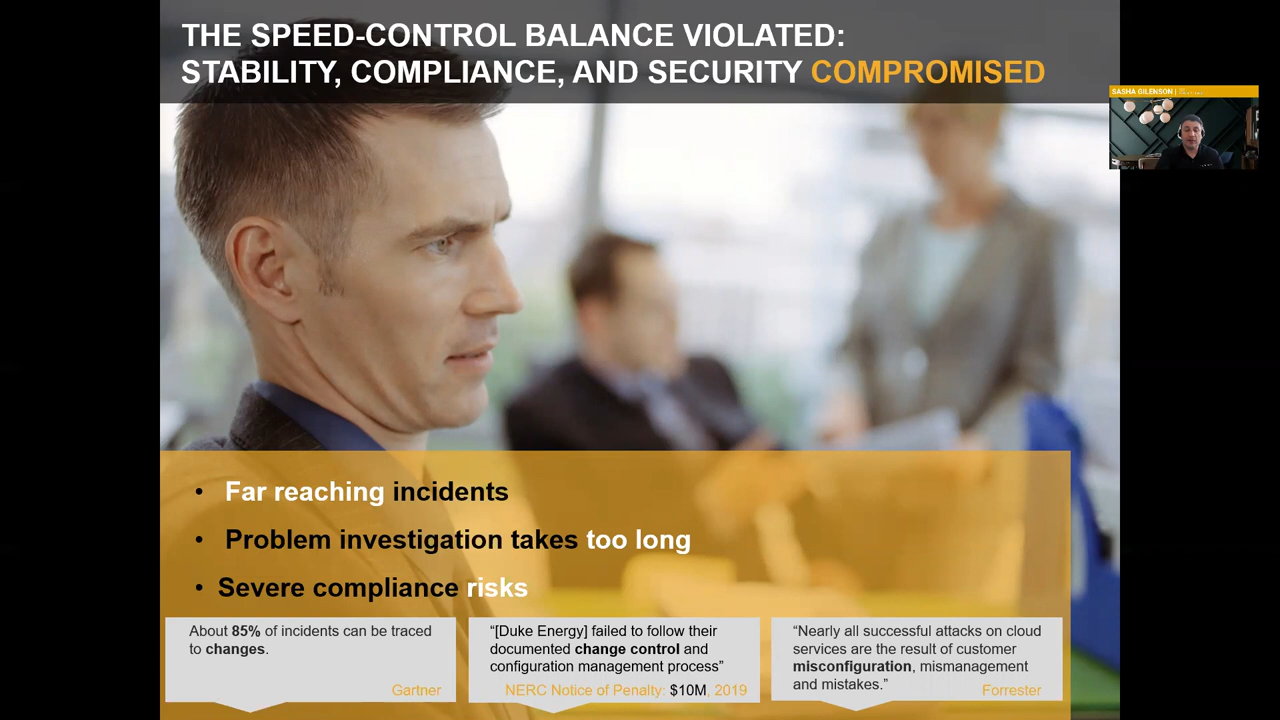 THE SPEED-CONTROL BALANCE VIOLATED:
STABILITY, COMPLIANCE, AND SECURITY COMPROMISED
SASHA GILENSON |
• Far reaching incidents
• Problem investigation takes too long
• Severe compliance risks
About 85% of incidents can be traced
to changes.
Gartner
“[Duke Energy] failed to follow their
documented change control and
configuration management process”
NERC Notice of Penalty: $10M, 2019
“Nearly all successful attacks on cloud
services are the result of customer
misconfiguration, mismanagement
and mistakes.”
Forrester